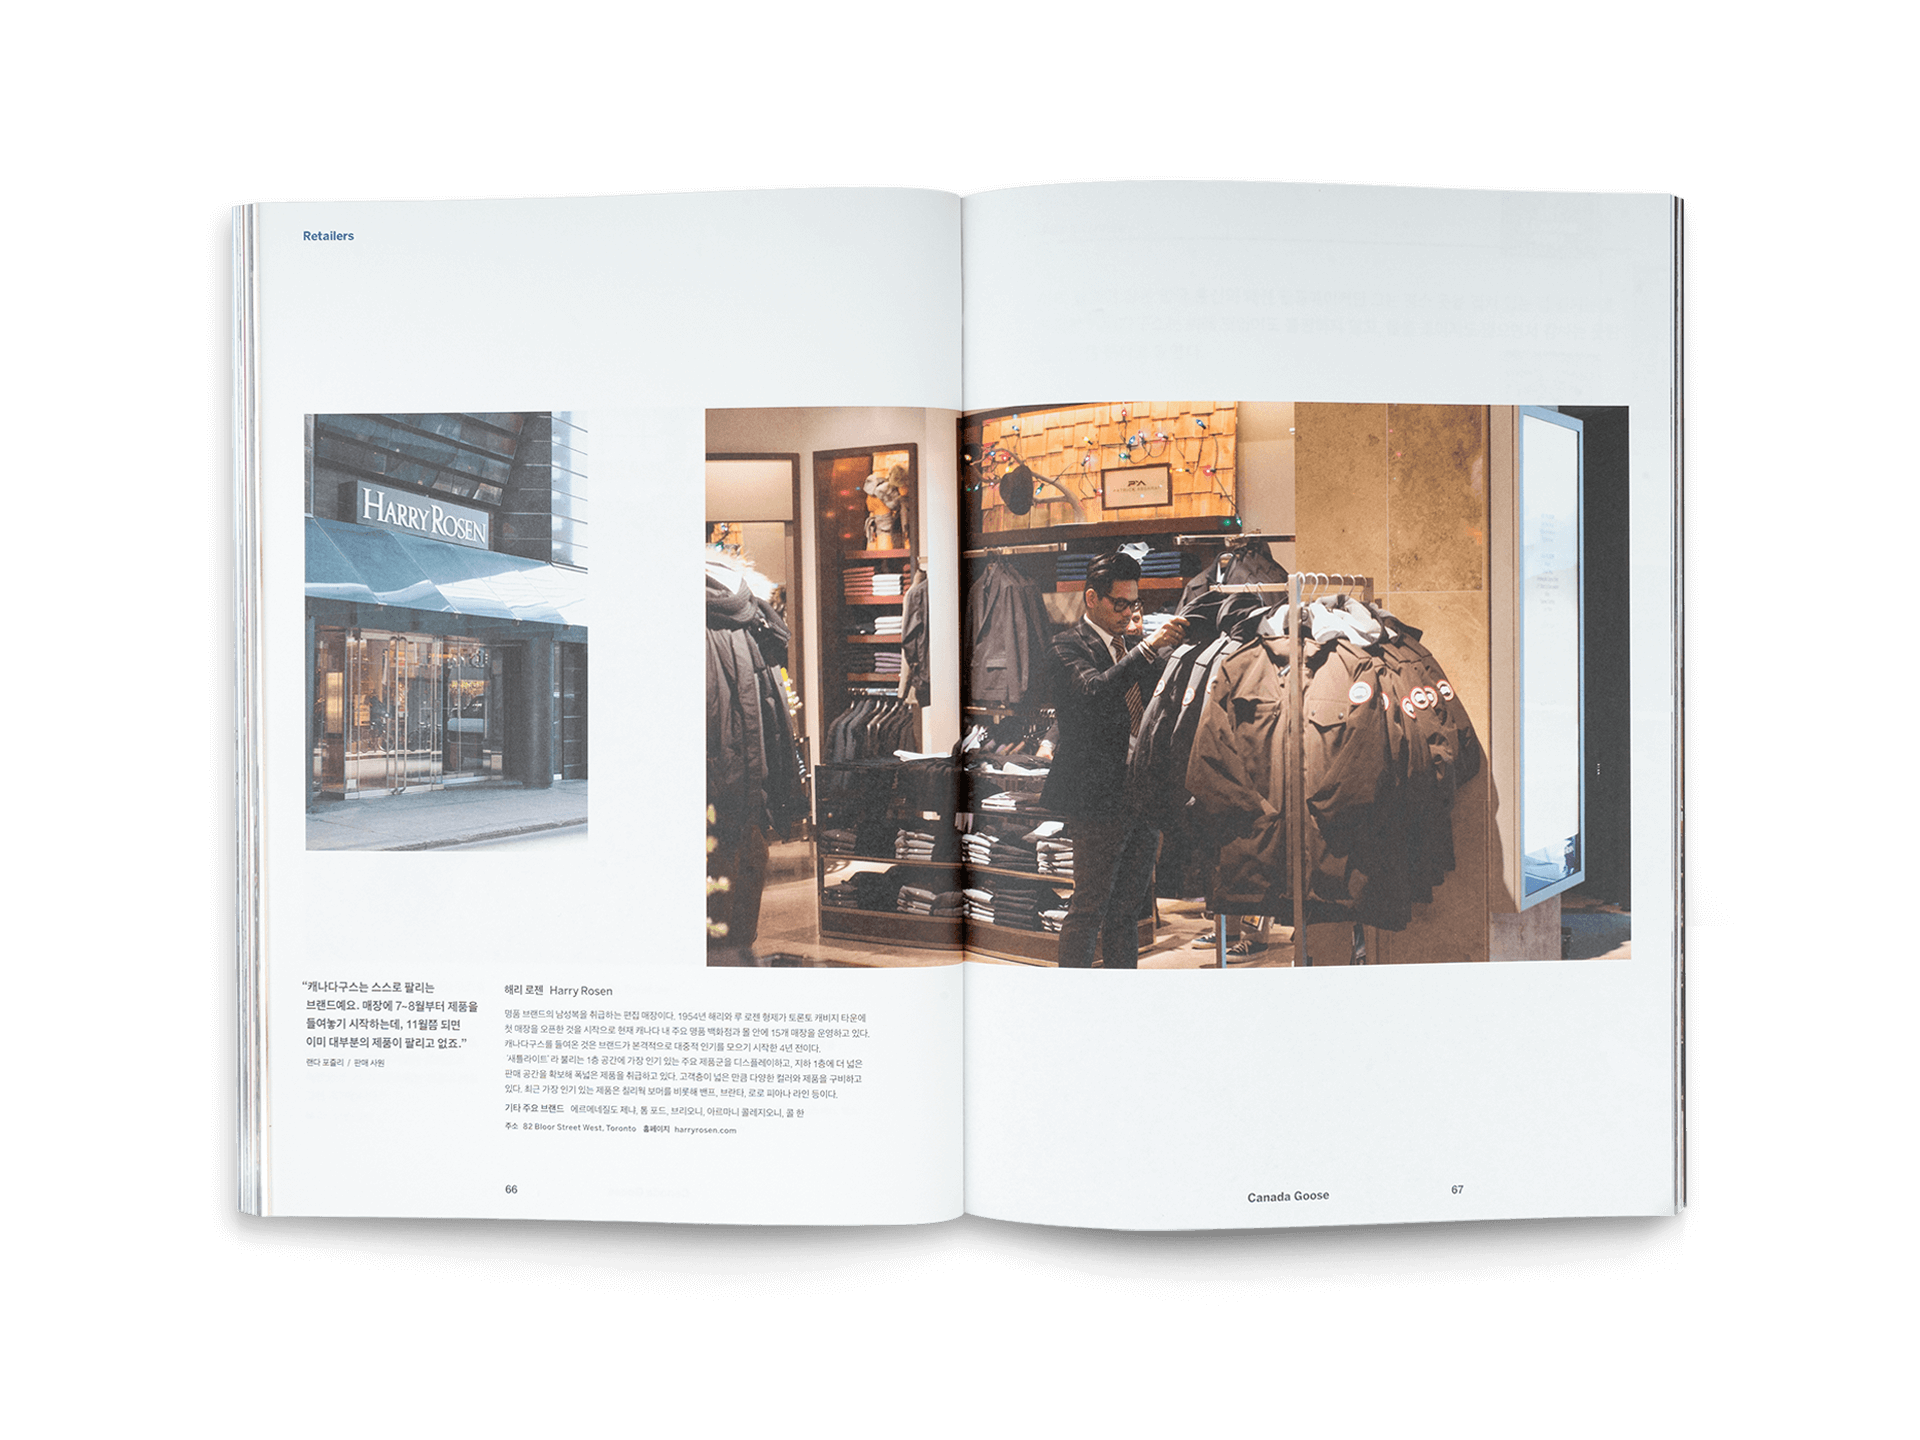 Retailers
HARRY ROSEN
“캐나다구스는 스스로 팔리는
브랜드예요. 매장에 7~8월부터 제품을
들여놓기 시작하는데, 11월쯤 되면
이미 대부분의 제품이 팔리고 없죠.”
랜다 포즐리 / 판매 사원
해리 로젠 Harry Rosen
명품 브랜드의 남성복을 취급하는 편집 매장이다. 1954년 해리와 루 로젠 형제가 토론토 캐비지 타운에
첫 매장을 오픈한 것을 시작으로 현재 캐나다 내 주요 명품 백화점과 몰 안에 15개 매장을 운영하고 있다.
캐나다구스를 들여온 것은 브랜드가 본격적으로 대중적 인기를 모으기 시작한 4년 전이다.
‘새틀라이트’라 불리는 1층 공간에 가장 인기 있는 주요 제품군을 디스플레이하고, 지하 1층에 더 넓은
판매 공간을 확보해 폭넓은 제품을 취급하고 있다. 고객층이 넓은 만큼 다양한 컬러와 제품을 구비하고
있다. 최근 가장 인기 있는 제품은 칠리왁 보머를 비롯해 밴프, 브란타, 로로 피아나 라인 등이다.
기타 주요 브랜드 에르메네질도 제냐, 톰 포드, 브리오니, 아르마니 콜레지오니, 콜 한
주소 82 Bloor Street West, Toronto 홈페이지 harryrosen.com
66
Canada Goose
67